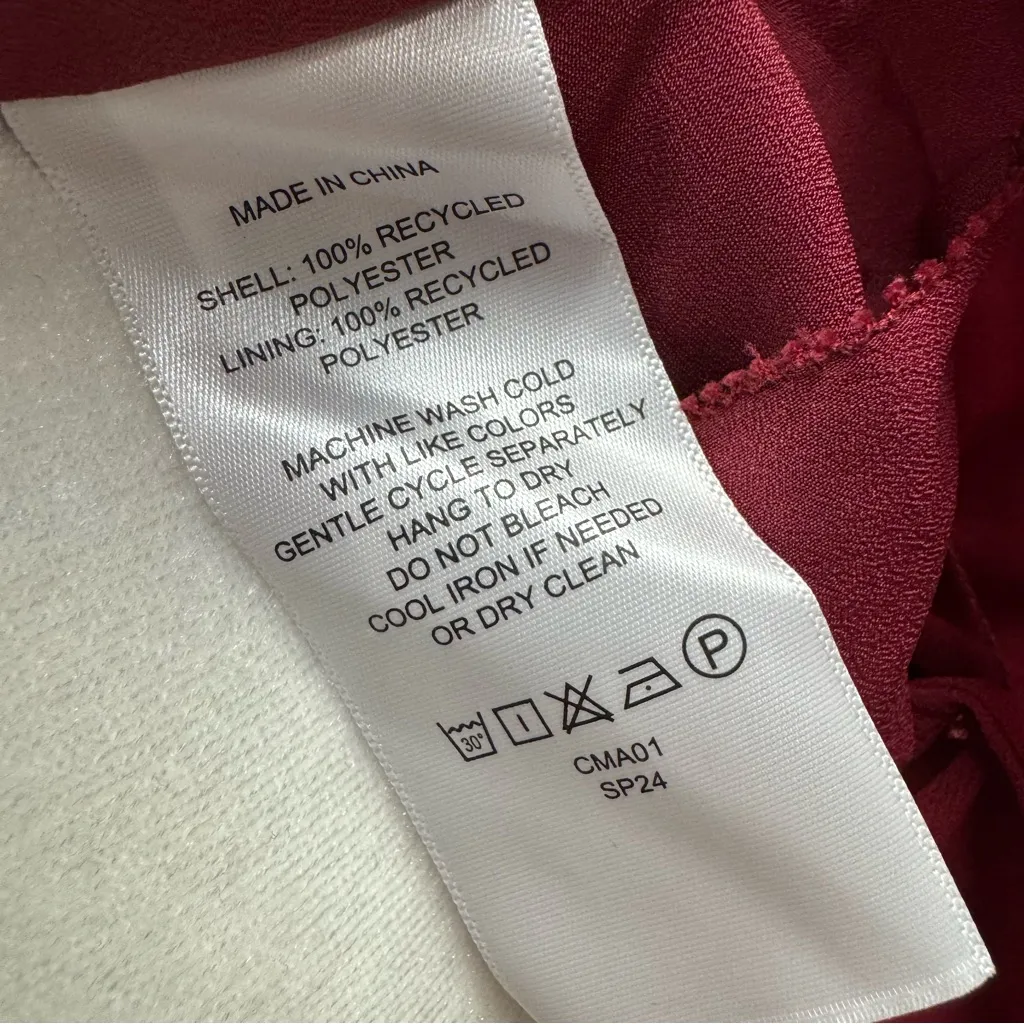 MADE IN CHINA
SHELL: 100% RECYCLED
POLYESTER
LINING: 100% RECYCLED
POLYESTER
MACHINE WASH COLD
WITH LIKE COLORS
GENTLE CYCLE SEPARATELY
HANG TO DRY
DO NOT BLEACH
COOL IRON IF NEEDED
OR DRY CLEAN
30° P
CMA01
SP24